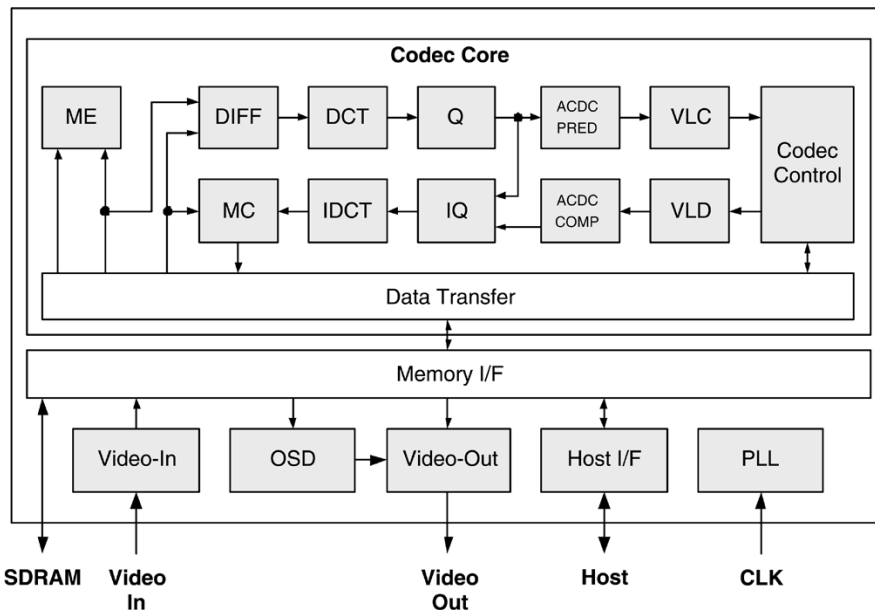 Codec Core
ME
DIFF
DCT
Q
ACDC
PRED
VLC
Codec
Control
MC
IDCT
IQ
ACDC
COMP
VLD
Data Transfer
Memory I/F
Video-In
OSD
Video-Out
Host I/F
PLL
SDRAM
Video
In
Video
Out
Host
CLK